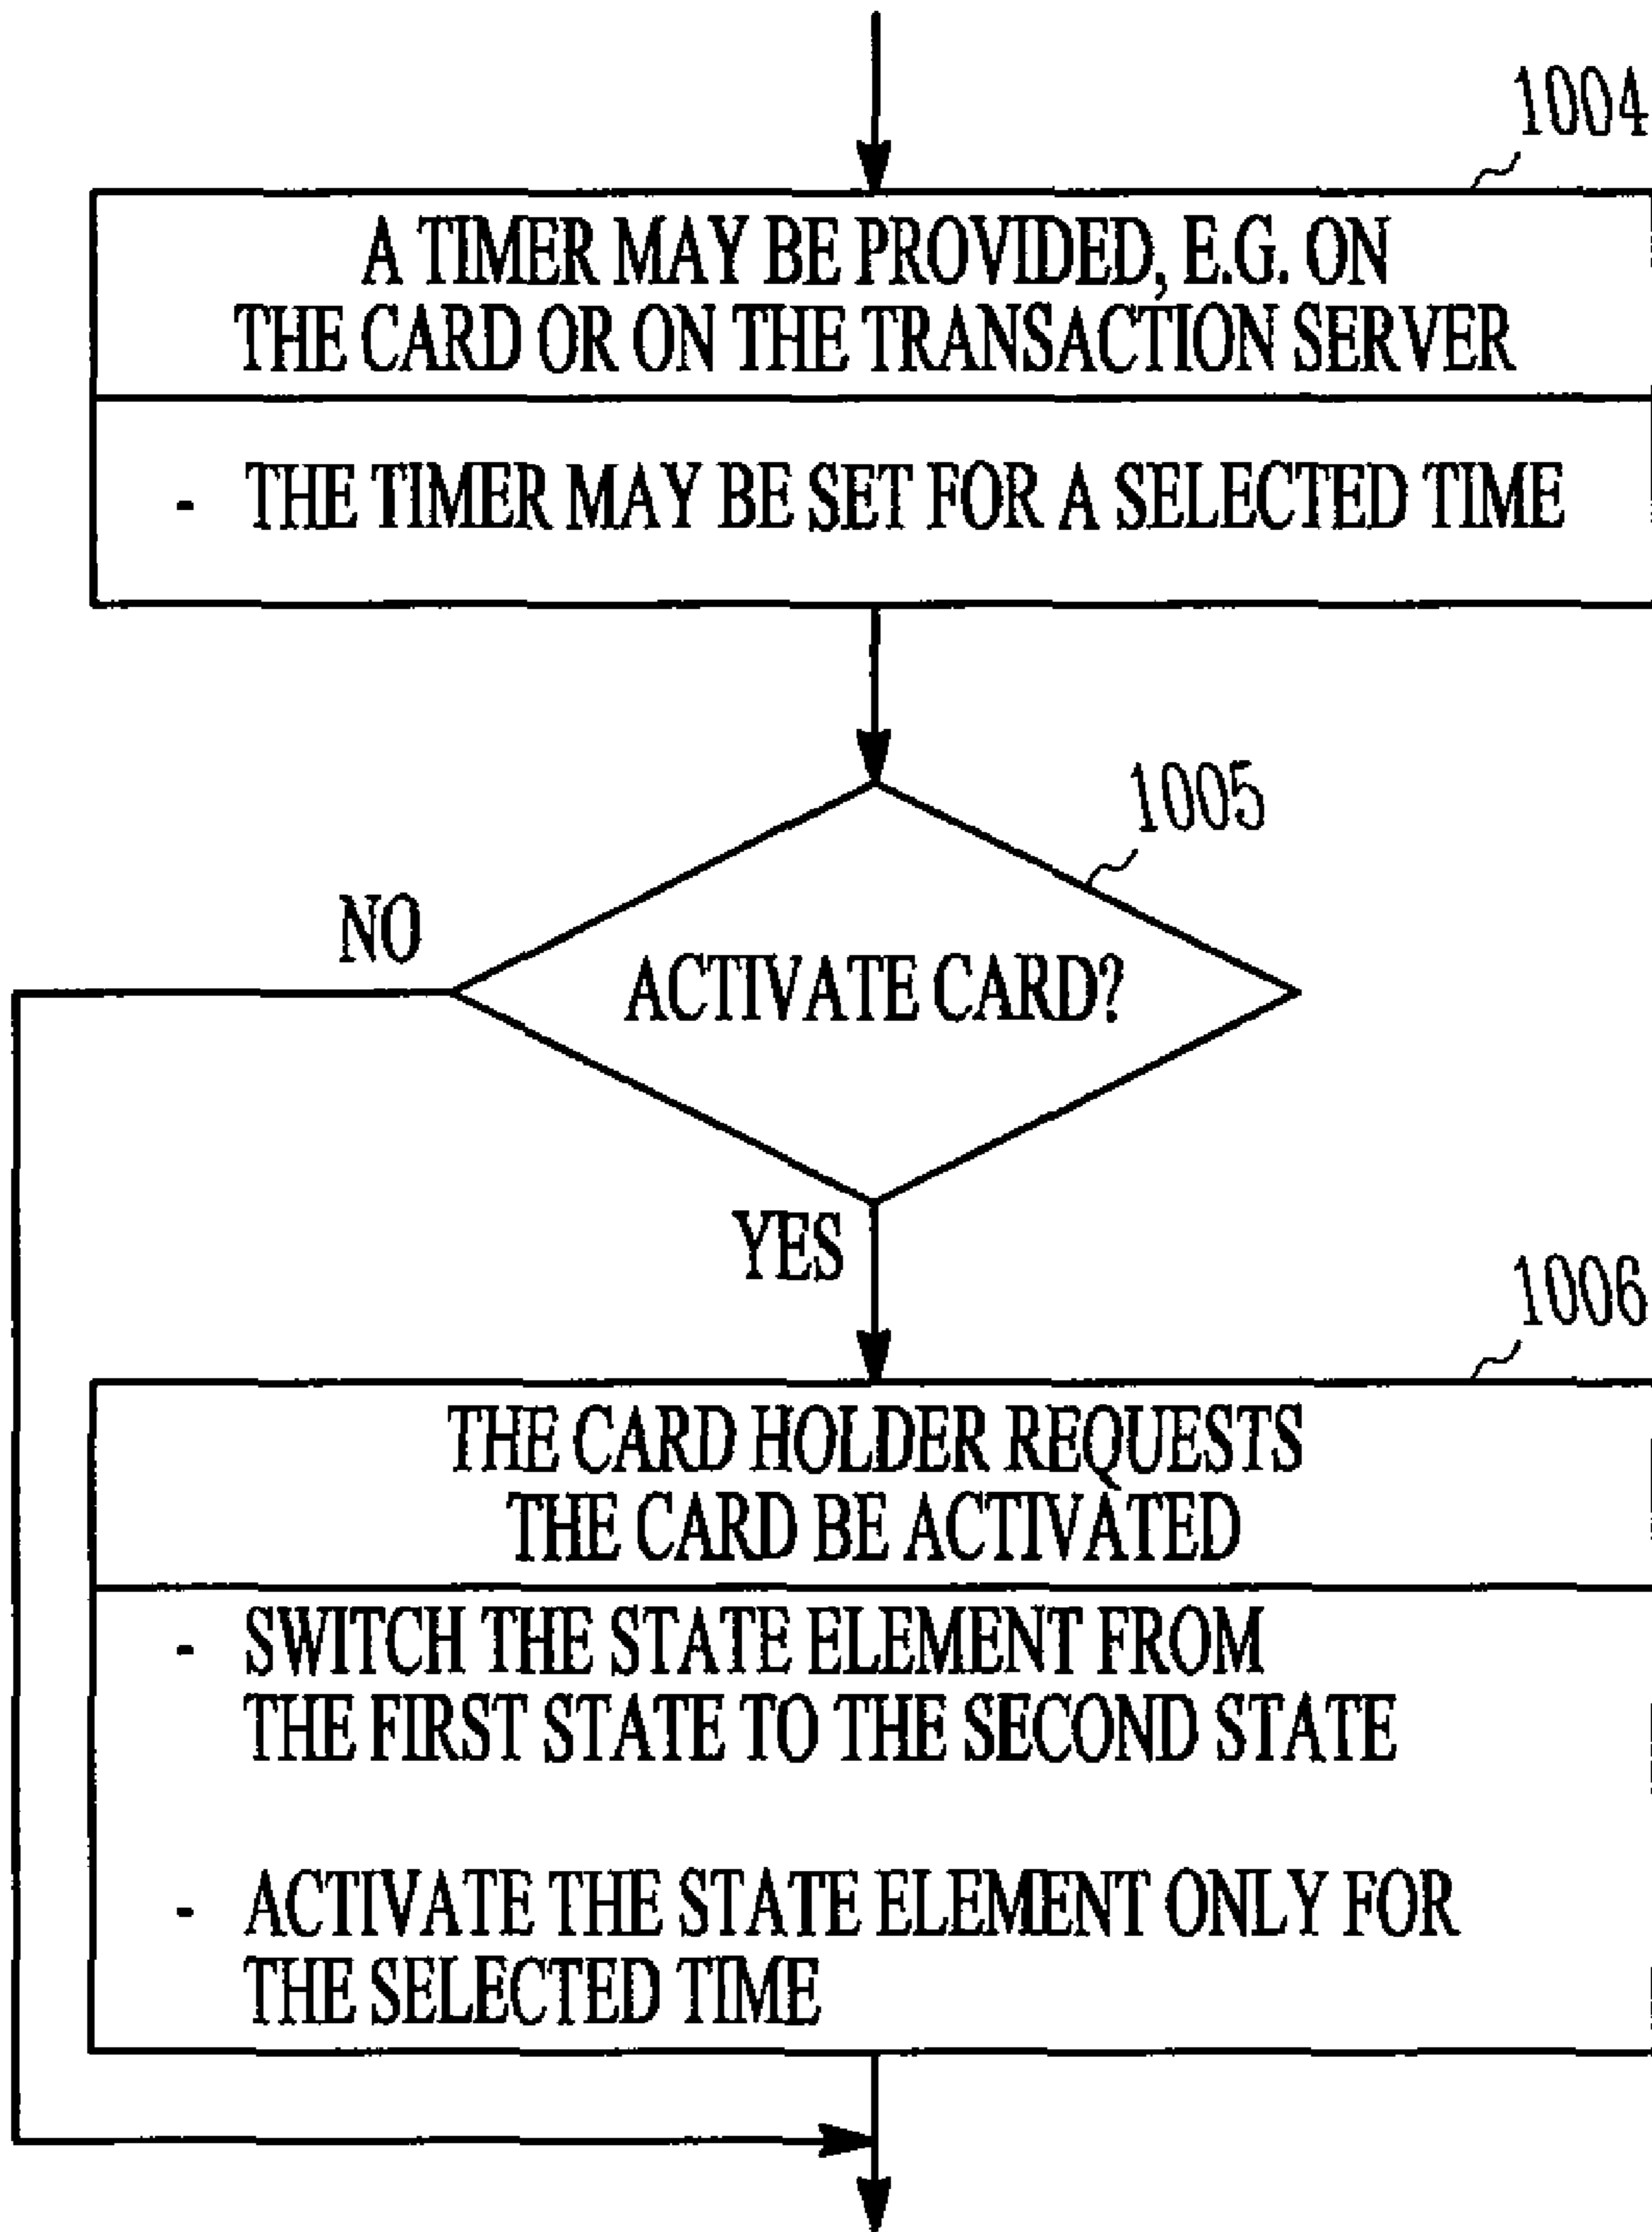 1004
A TIMER MAY BE PROVIDED, E.G. ON
THE CARD OR ON THE TRANSACTION SERVER
- THE TIMER MAY BE SET FOR A SELECTED TIME
1005
NO
ACTIVATE CARD?
YES
1006
THE CARD HOLDER REQUESTS
THE CARD BE ACTIVATED
- SWITCH THE STATE ELEMENT FROM
THE FIRST STATE TO THE SECOND STATE
- ACTIVATE THE STATE ELEMENT ONLY FOR
THE SELECTED TIME